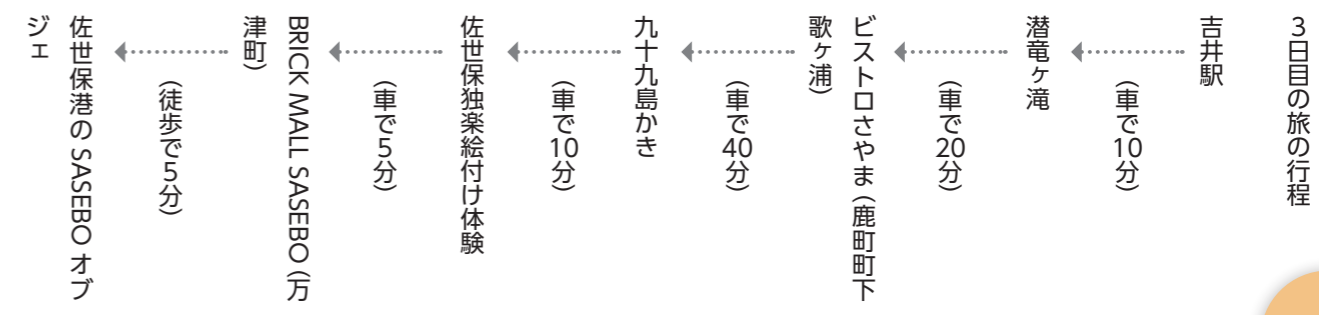 3日目の旅の行程
吉井駅
（車で10分）
潜竜ヶ滝
（車で20分）
ビストロさやま（鹿町町下
歌ヶ浦）
（車で40分）
九十九島かき
（車で10分）
佐世保独楽絵付け体験
（車で5分）
BRICK MALL SASEBO（万
津町）
（徒歩で5分）
佐世保港の SASEBO オブ
ジェ